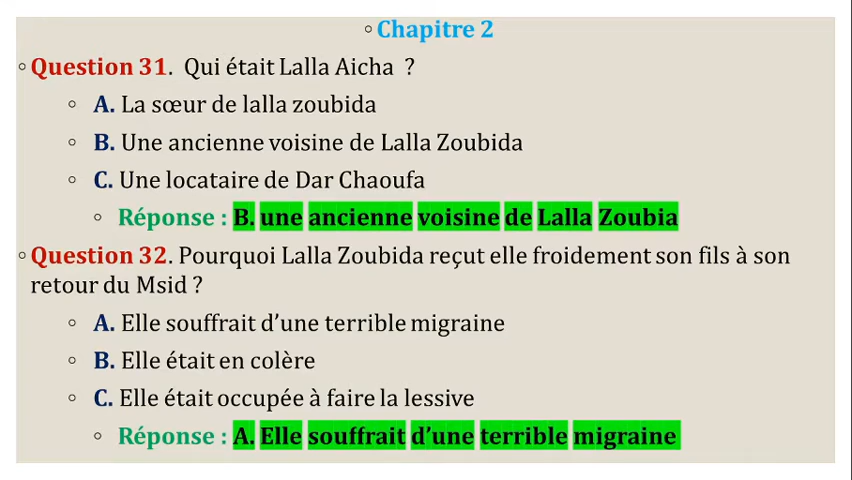 Chapitre 2
Question 31. Qui était Lalla Aicha ?
A. La sœur de lalla zoubida
B. Une ancienne voisine de Lalla Zoubida
C. Une locataire de Dar Chaoufa
Réponse : B. une ancienne voisine de Lalla Zoubia
Question 32. Pourquoi Lalla Zoubida reçut elle froidement son fils à son
retour du Msid ?
A. Elle souffrait d’une terrible migraine
B. Elle était en colère
C. Elle était occupée à faire la lessive
Réponse : A. Elle souffrait d’une terrible migraine